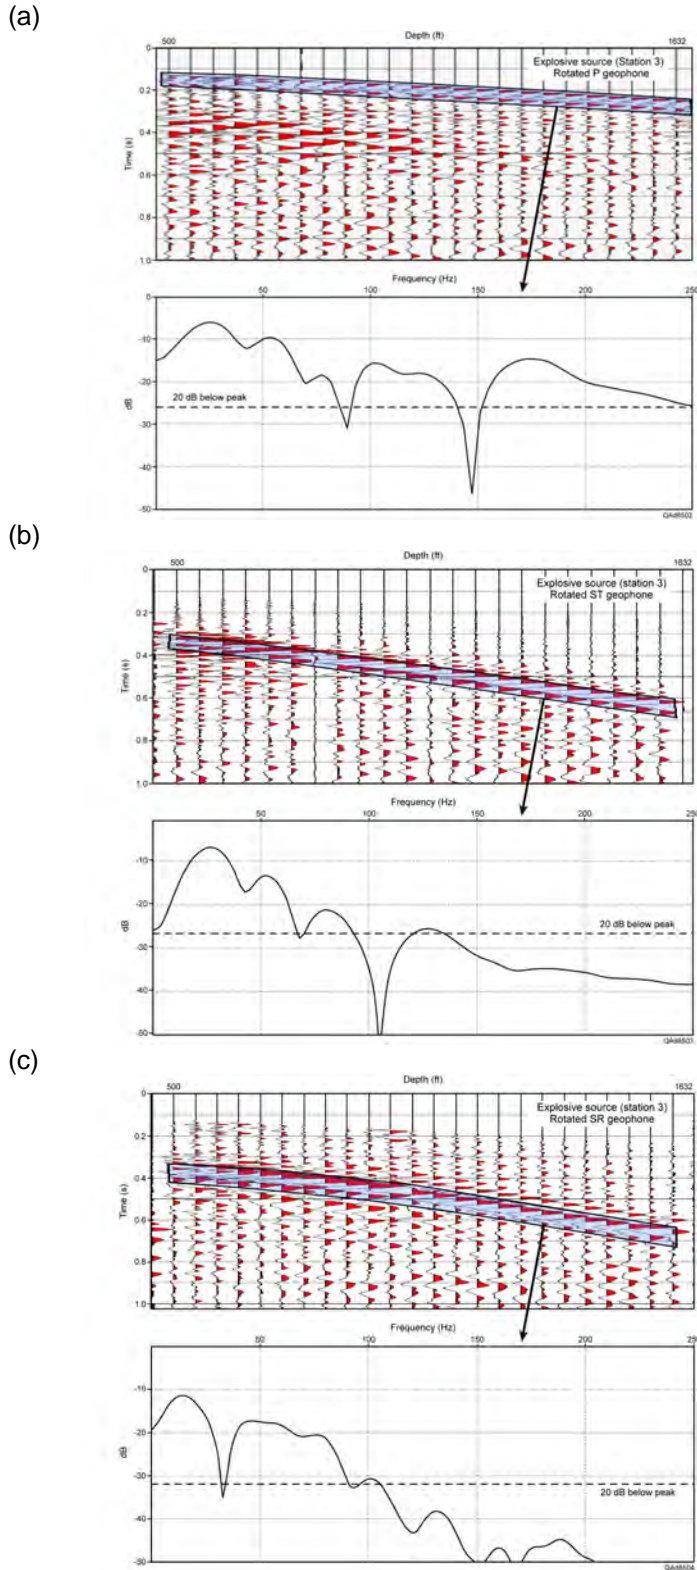 (a)
Depth (ft)
500 1632
0
0.2
0.4
0.6
0.8
1.0
Time (s)
Explosive source (Station 3)
Rotated P geophone
Frequency (Hz)
50 100 150 200 250
0
-10
-20
-30
-40
-50
dB
20 dB below peak
(b)
Depth (ft)
500 1632
0
0.2
0.4
0.6
0.8
1.0
Time (s)
Explosive source (station 3)
Rotated ST geophone
Frequency (Hz)
50 100 150 200 250
-10
-20
-30
-40
-50
dB
20 dB below peak
(c)
Depth (ft)
500 1632
0
0.2
0.4
0.6
0.8
1.0
Time (s)
Explosive source (station 3)
Rotated SR geophone
Frequency (Hz)
50 100 150 200 250
-10
-20
-30
-40
-50
dB
20 dB below peak